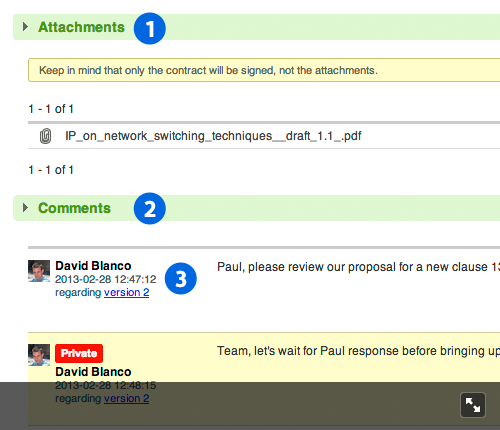 Attachments 1
Keep in mind that only the contract will be signed, not the attachments.
1 - 1 of 1
IP_on_network_switching_techniques__draft_1.1_.pdf
1 - 1 of 1
Comments 2
David Blanco
2013-02-28 12:47:12
regarding version 2
3
Paul, please review our proposal for a new clause 13
Private
David Blanco
2013-02-28 12:48:15
regarding version 2
Team, let's wait for Paul response before bringing up